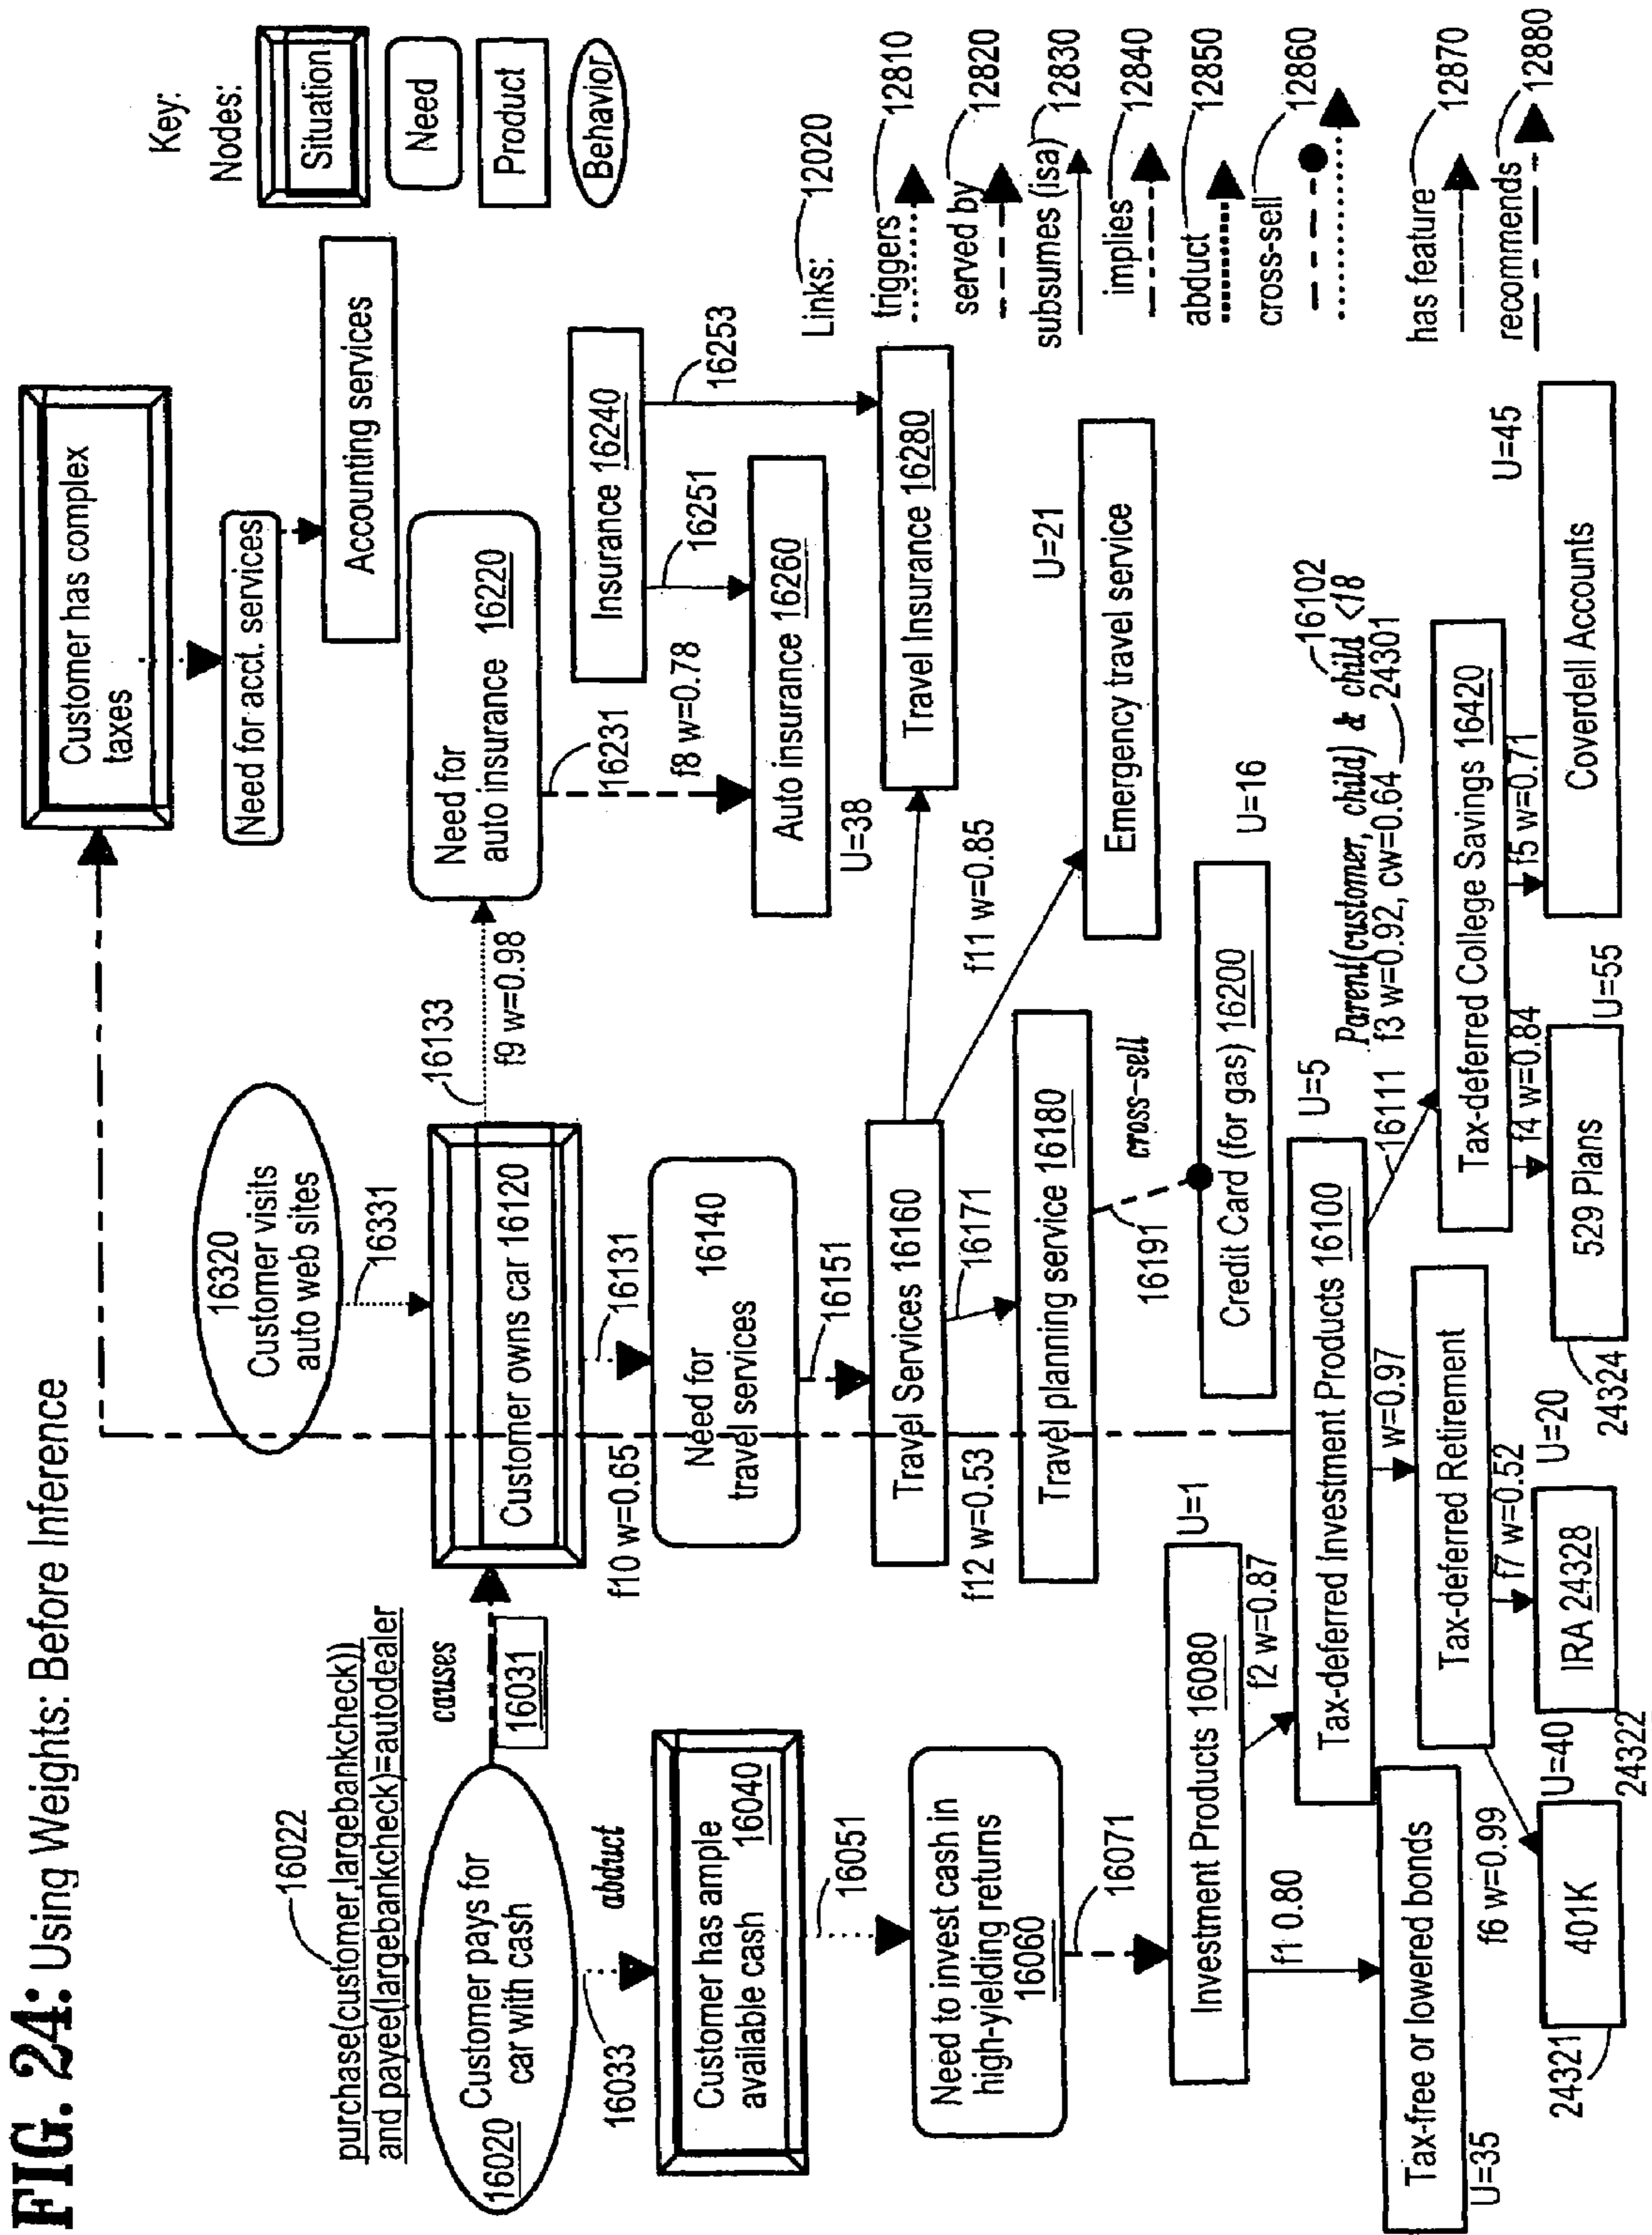 FIG. 24: Using Weights: Before Inference
16022
purchase(customer,largebankcheck))
and payee(largebankcheck)=autodealer
16020
Customer pays for
car with cash
causes
16031
abduct
16033
Customer has ample
available cash 16040
16051
Need to invest cash in
high-yielding returns
16060
16071
Investment Products 16080
U=1
f1 0.80
f2 w=0.87
Tax-free or lowered bonds
U=35
Tax-deferred Investment Products 16100
U=5
w=0.97
Tax-deferred Retirement
f6 w=0.99
f7 w=0.52
401K
U=40
24321
IRA 24328
U=20
24322
16320
Customer visits
auto web sites
16331
Customer owns car 16120
16131
f10 w=0.65
Need for 16140
travel services
16151
Travel Services 16160
f12 w=0.53
16171
Travel planning service 16180
16191
cross-sell
Credit Card (for gas) 16200
U=16
16133
f9 w=0.98
Customer has complex
taxes
Need for acct. services
Accounting services
Need for
auto insurance 16220
16231
f8 w=0.78
Insurance 16240
16251
16253
Auto insurance 16260
U=38
Travel Insurance 16280
f11 w=0.85
U=21
Emergency travel service
16102
Parent(customer, child) & child <18
16111
f3 w=0.92, cw=0.64
24301
Tax-deferred College Savings 16420
f4 w=0.84
f5 w=0.71
529 Plans
U=55
24324
Coverdell Accounts
U=45
Key:
Nodes:
Situation
Need
Product
Behavior
Links:
12020
triggers
12810
served by
12820
subsumes (isa)
12830
implies
12840
abduct
12850
cross-sell
12860
has feature
12870
recommends
12880